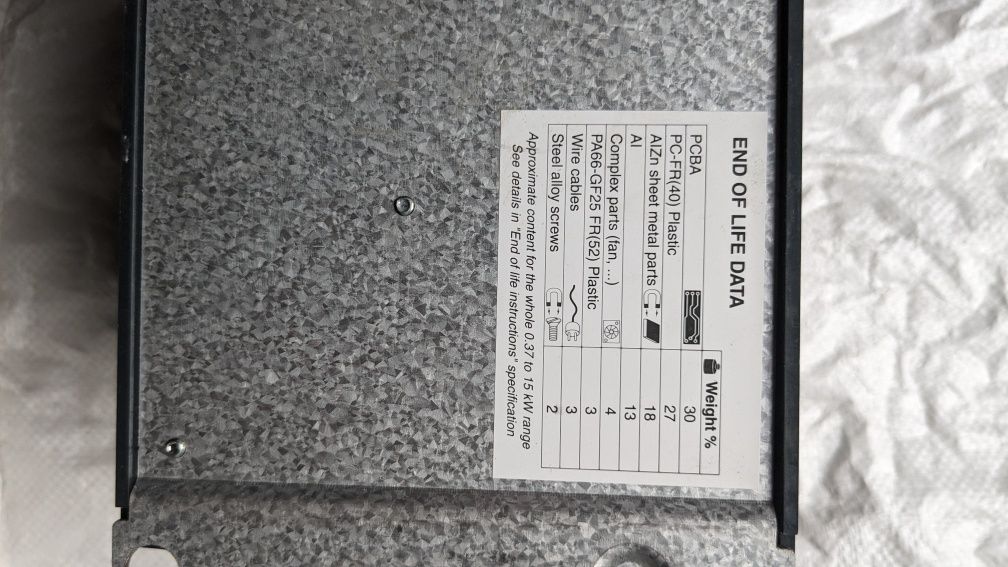 END OF LIFE DATA
Weight %
PCBA 30
PC-FR(40) Plastic 27
AlZn sheet metal parts 18
Al 13
Complex parts (fan, ...) 4
PA66-GF25 FR(52) Plastic 3
Wire cables 3
Steel alloy screws 2
Approximate content for the whole 0.37 to 15 kW range
See details in "End of life instructions" specification